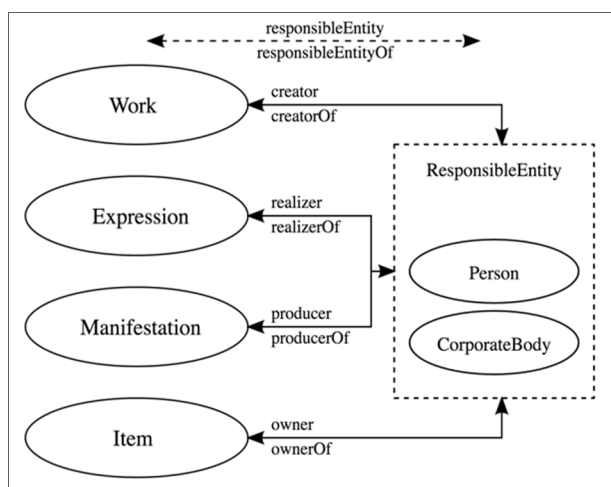 responsibleEntity
responsibleEntityOf
Work
creator
creatorOf
ResponsibleEntity
Expression
realizer
realizerOf
Person
Manifestation
producer
producerOf
CorporateBody
Item
owner
ownerOf